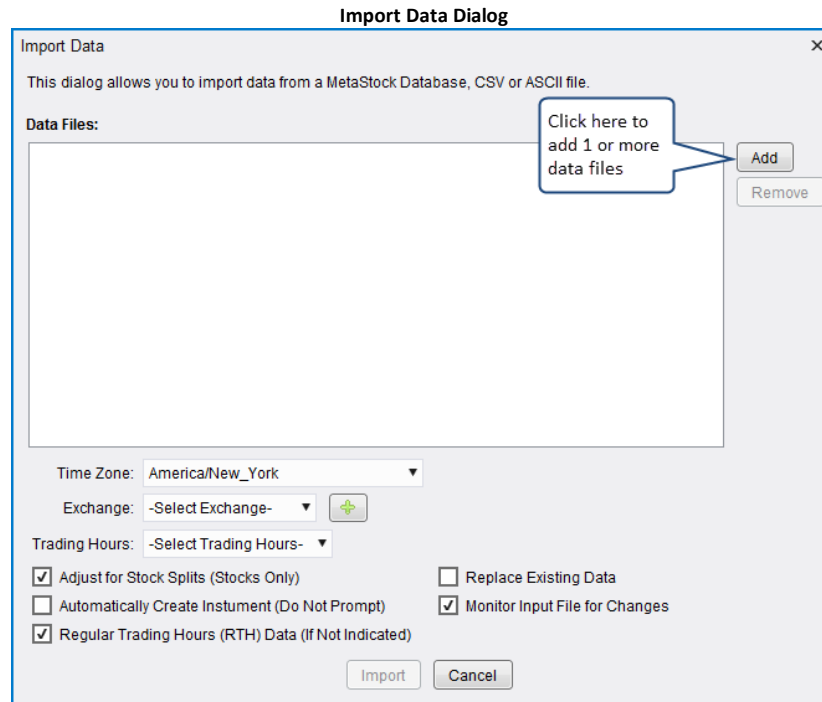 Import Data Dialog
Import Data
This dialog allows you to import data from a MetaStock Database, CSV or ASCII file.
Data Files:
Click here to
add 1 or more
data files
Add
Remove
Time Zone: America/New_York
Exchange: -Select Exchange-
Trading Hours: -Select Trading Hours-
Adjust for Stock Splits (Stocks Only)
Replace Existing Data
Automatically Create Instument (Do Not Prompt)
Monitor Input File for Changes
Regular Trading Hours (RTH) Data (If Not Indicated)
Import
Cancel